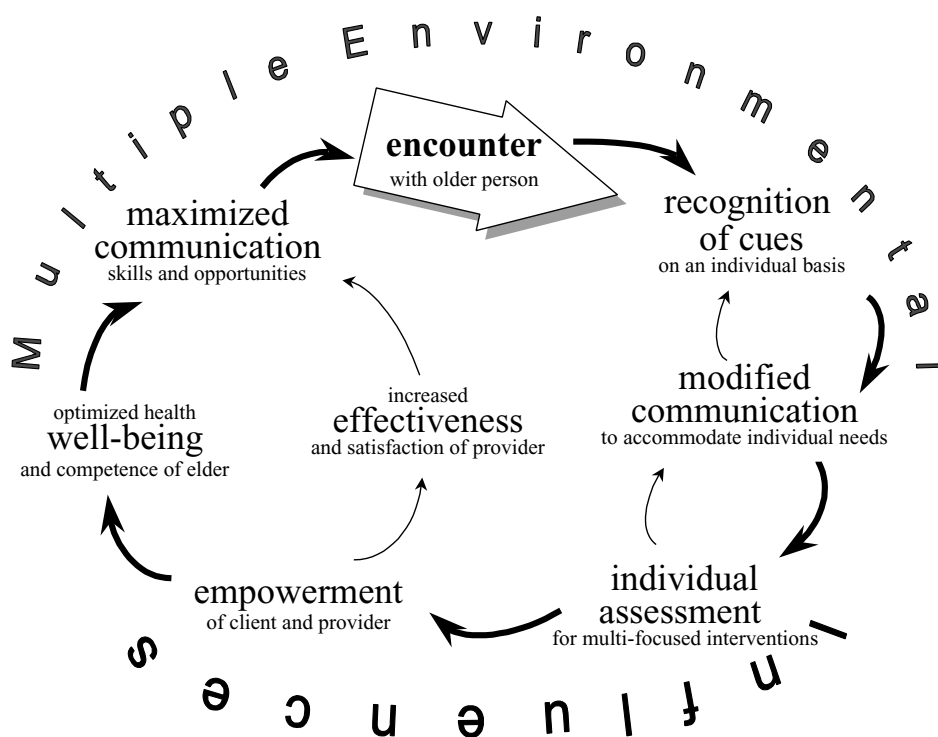 Multiple Environmental
encounter
with older person
recognition
of cues
on an individual basis
modified
communication
to accommodate individual needs
individual
assessment
for multi-focused interventions
empowerment
of client and provider
increased
effectiveness
and satisfaction of provider
optimized health
well-being
and competence of elder
maximized
communication
skills and opportunities
Influences